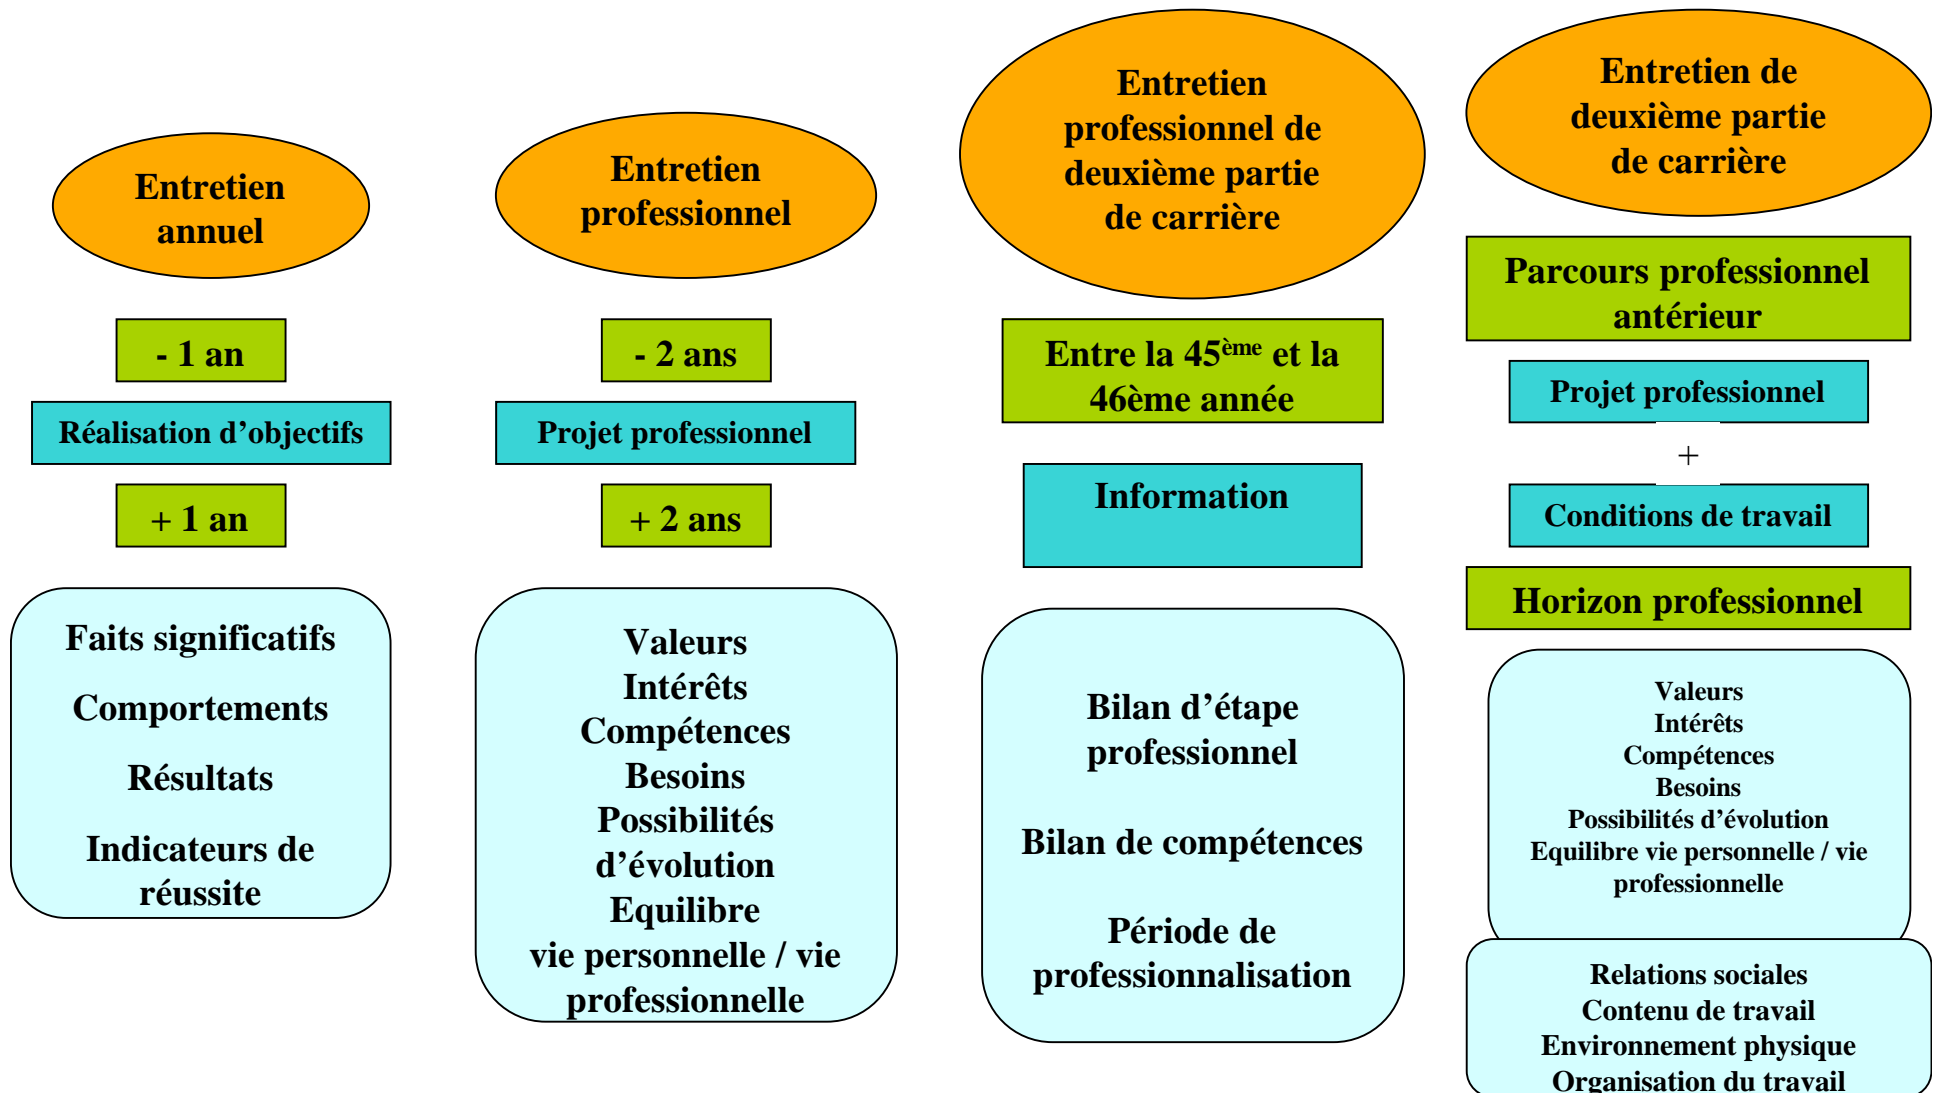 Entretien
annuel
- 1 an
Réalisation d’objectifs
+ 1 an
Faits significatifs
Comportements
Résultats
Indicateurs de
réussite
Entretien
professionnel
- 2 ans
Projet professionnel
+ 2 ans
Valeurs
Intérêts
Compétences
Besoins
Possibilités
d’évolution
Equilibre
vie personnelle / vie
professionnelle
Entretien
professionnel de
deuxième partie
de carrière
Entre la 45ème et la
46ème année
Information
Bilan d’étape
professionnel
Bilan de compétences
Période de
professionnalisation
Entretien de
deuxième partie
de carrière
Parcours professionnel
antérieur
Projet professionnel
+
Conditions de travail
Horizon professionnel
Valeurs
Intérêts
Compétences
Besoins
Possibilités d’évolution
Equilibre vie personnelle / vie
professionnelle
Relations sociales
Contenu de travail
Environnement physique
Organisation du travail